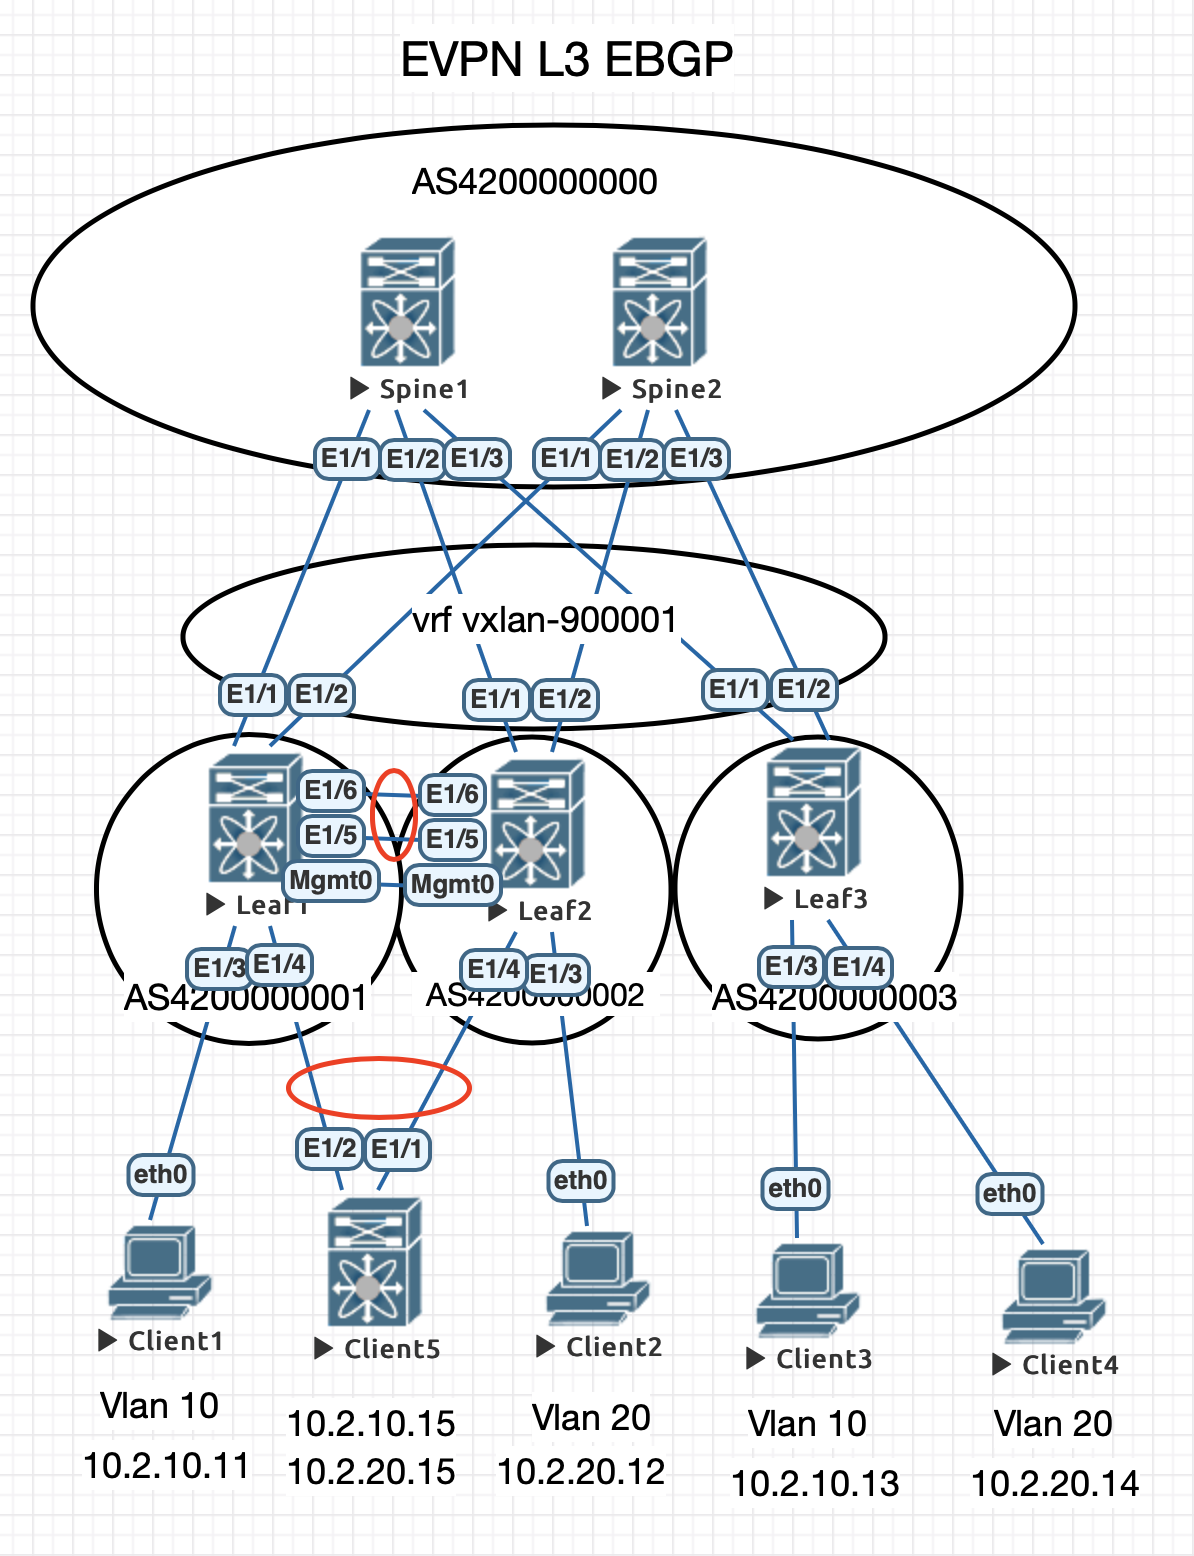 EVPN L3 EBGP
AS4200000000
Spine1
Spine2
E1/1 E1/2 E1/3 E1/1 E1/2 E1/3
vrf vxlan-900001
E1/1 E1/2 E1/1 E1/2 E1/1 E1/2
E1/6 E1/6
E1/5 E1/5
Mgmt0 Mgmt0
Leaf1 Leaf2 Leaf3
E1/3 E1/4 E1/4 E1/3 E1/3 E1/4
AS4200000001 AS4200000002 AS4200000003
E1/2 E1/1
eth0 eth0 eth0 eth0
Client1 Client5 Client2 Client3 Client4
Vlan 10 10.2.10.15 Vlan 20 Vlan 10 Vlan 20
10.2.10.11 10.2.20.15 10.2.20.12 10.2.10.13 10.2.20.14